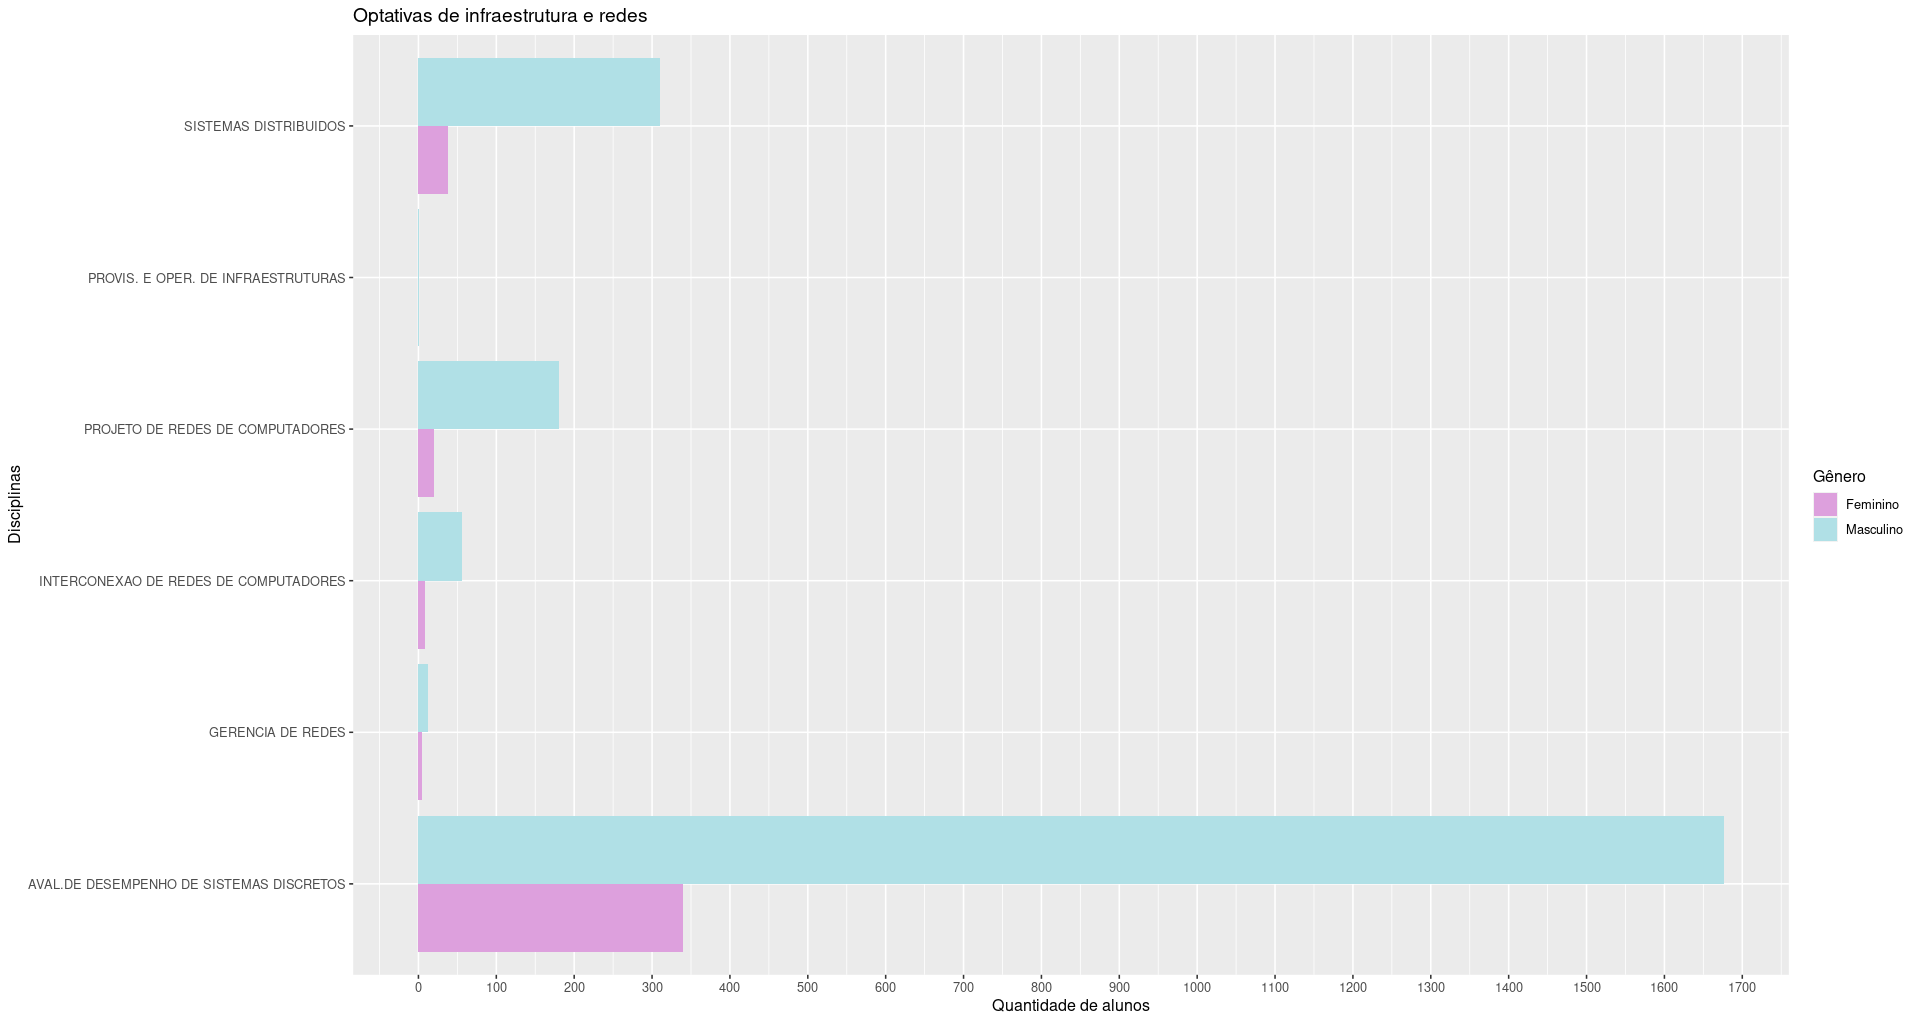 Optativas de infraestrutura e redes
Disciplinas
SISTEMAS DISTRIBUIDOS
PROVIS. E OPER. DE INFRAESTRUTURAS
PROJETO DE REDES DE COMPUTADORES
INTERCONEXAO DE REDES DE COMPUTADORES
GERENCIA DE REDES
AVAL.DE DESEMPENHO DE SISTEMAS DISCRETOS
0 100 200 300 400 500 600 700 800 900 1000 1100 1200 1300 1400 1500 1600 1700
Quantidade de alunos
Gênero
Feminino
Masculino